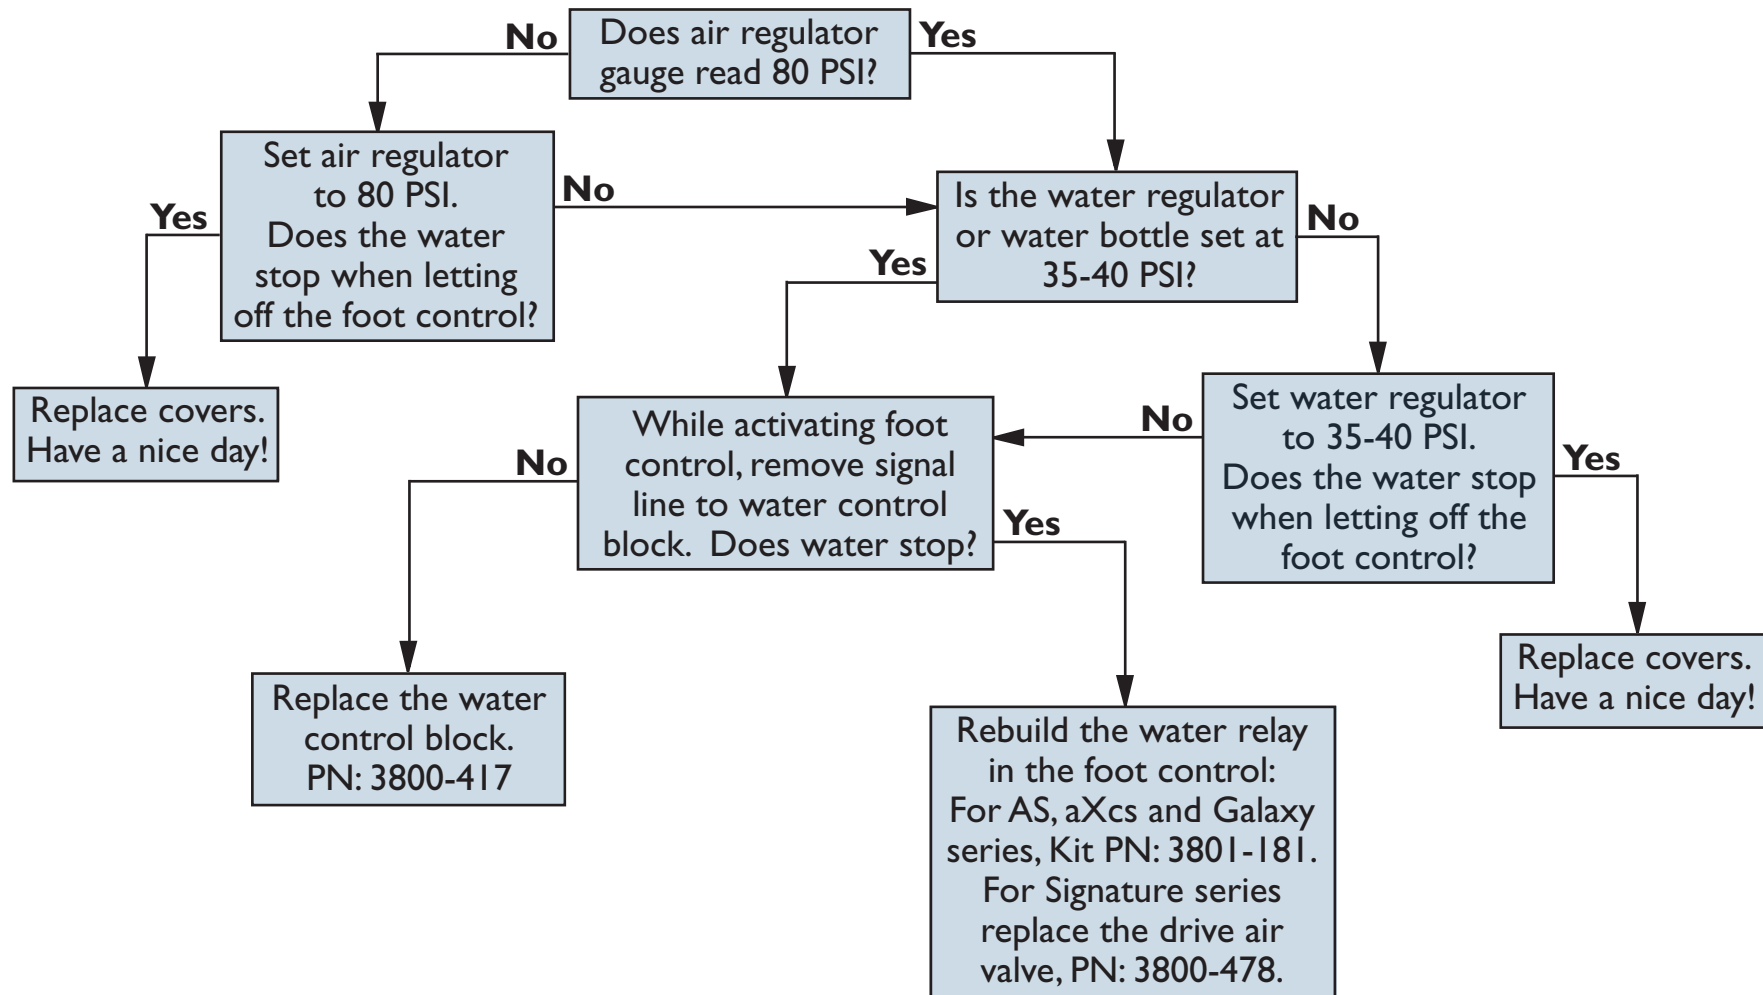 No
Does air regulator
gauge read 80 PSI?
Yes
Set air regulator
to 80 PSI.
Does the water
stop when letting
off the foot control?
No
Yes
Is the water regulator
or water bottle set at
35-40 PSI?
No
Yes
Replace covers.
Have a nice day!
While activating foot
control, remove signal
line to water control
block.  Does water stop?
No
Yes
Set water regulator
to 35-40 PSI.
Does the water stop
when letting off the
foot control?
No
Yes
Replace the water
control block.
PN: 3800-417
Rebuild the water relay
in the foot control:
For AS, aXcs and Galaxy
series, Kit PN: 3801-181.
For Signature series
replace the drive air
valve, PN: 3800-478.
Replace covers.
Have a nice day!